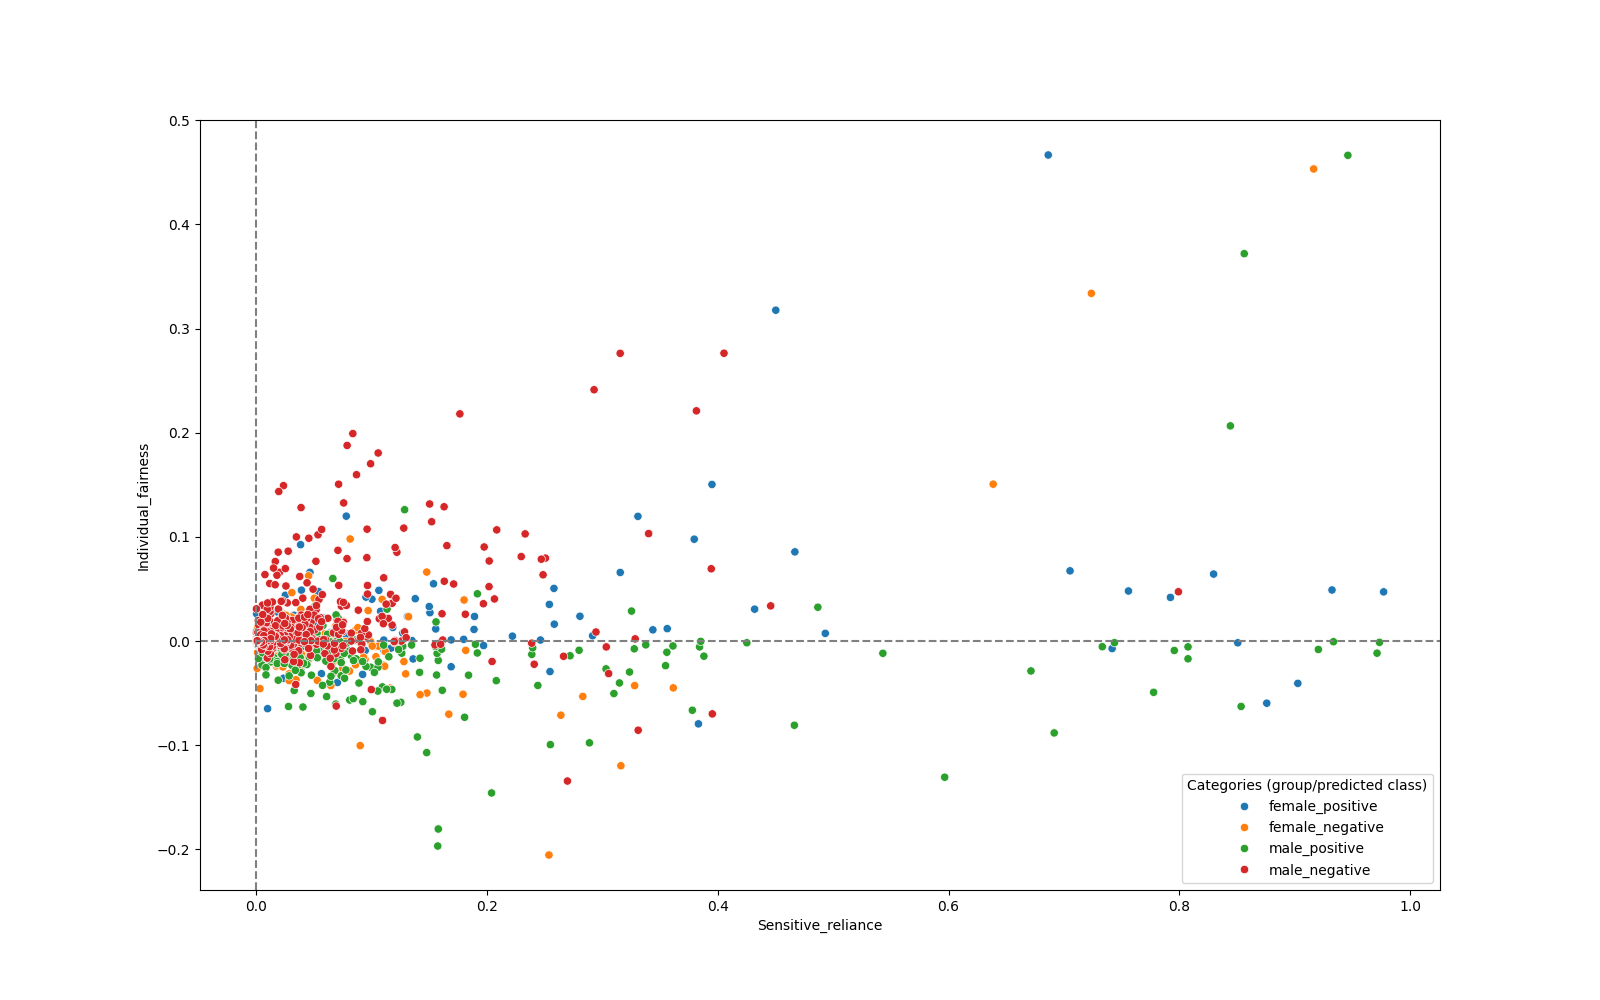 0.5
0.4
0.3
0.2
0.1
0.0
−0.1
−0.2
Individual_fairness
0.0 0.2 0.4 0.6 0.8 1.0
Sensitive_reliance
Categories (group/predicted class)
female_positive
female_negative
male_positive
male_negative